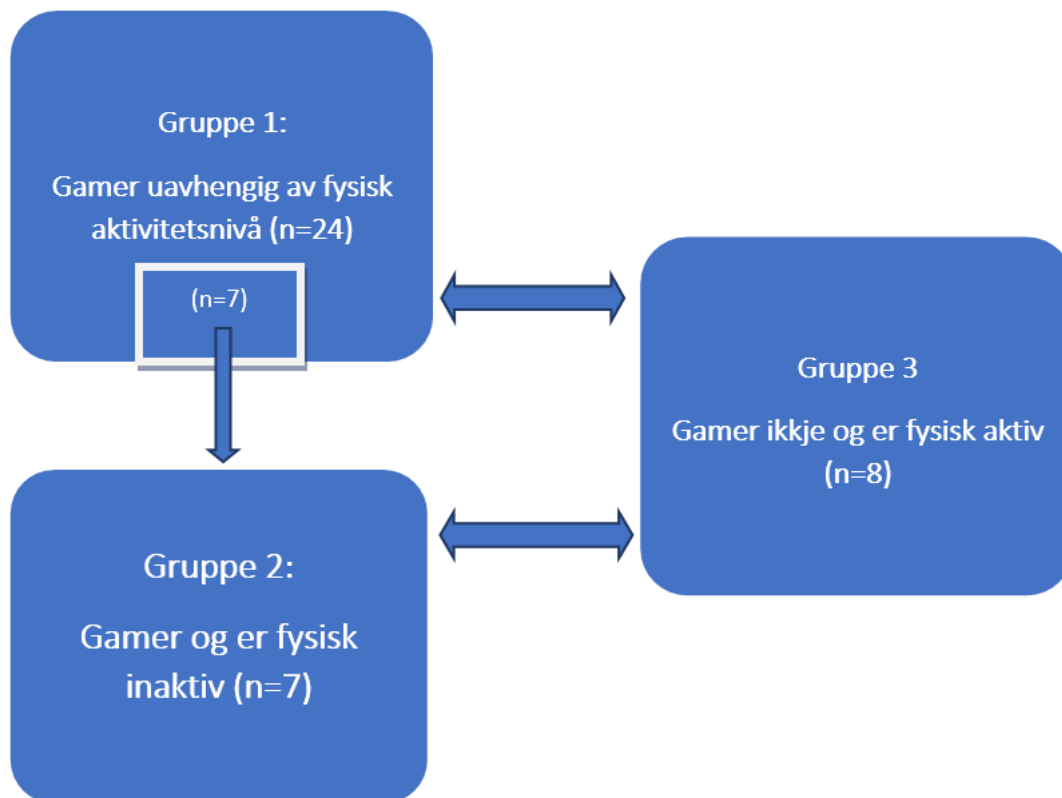 Gruppe 1:
Gamer uavhengig av fysisk
aktivitetsnivå (n=24)
(n=7)
Gruppe 2:
Gamer og er fysisk
inaktiv (n=7)
Gruppe 3
Gamer ikkje og er fysisk aktiv
(n=8)